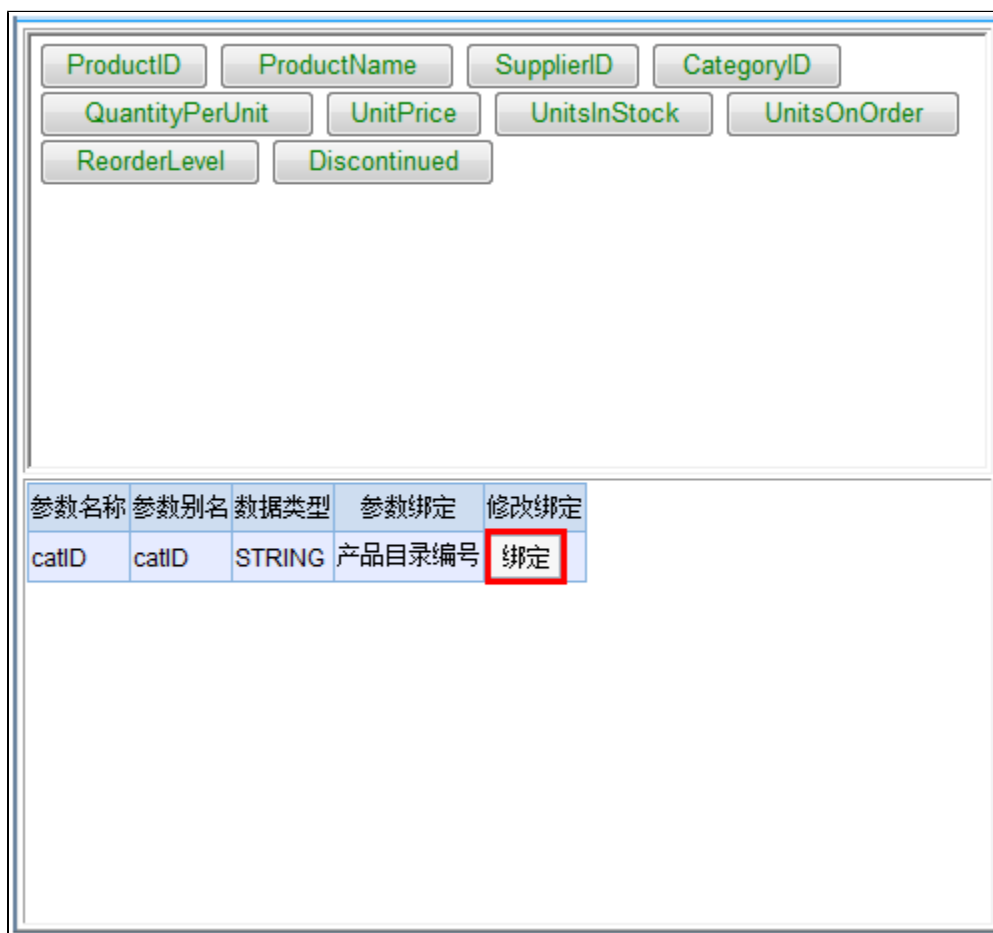 ProductID ProductName SupplierID CategoryID
QuantityPerUnit UnitPrice UnitsInStock UnitsOnOrder
ReorderLevel Discontinued
参数名称 参数别名 数据类型 参数绑定 修改绑定
catID catID STRING 产品目录编号 绑定